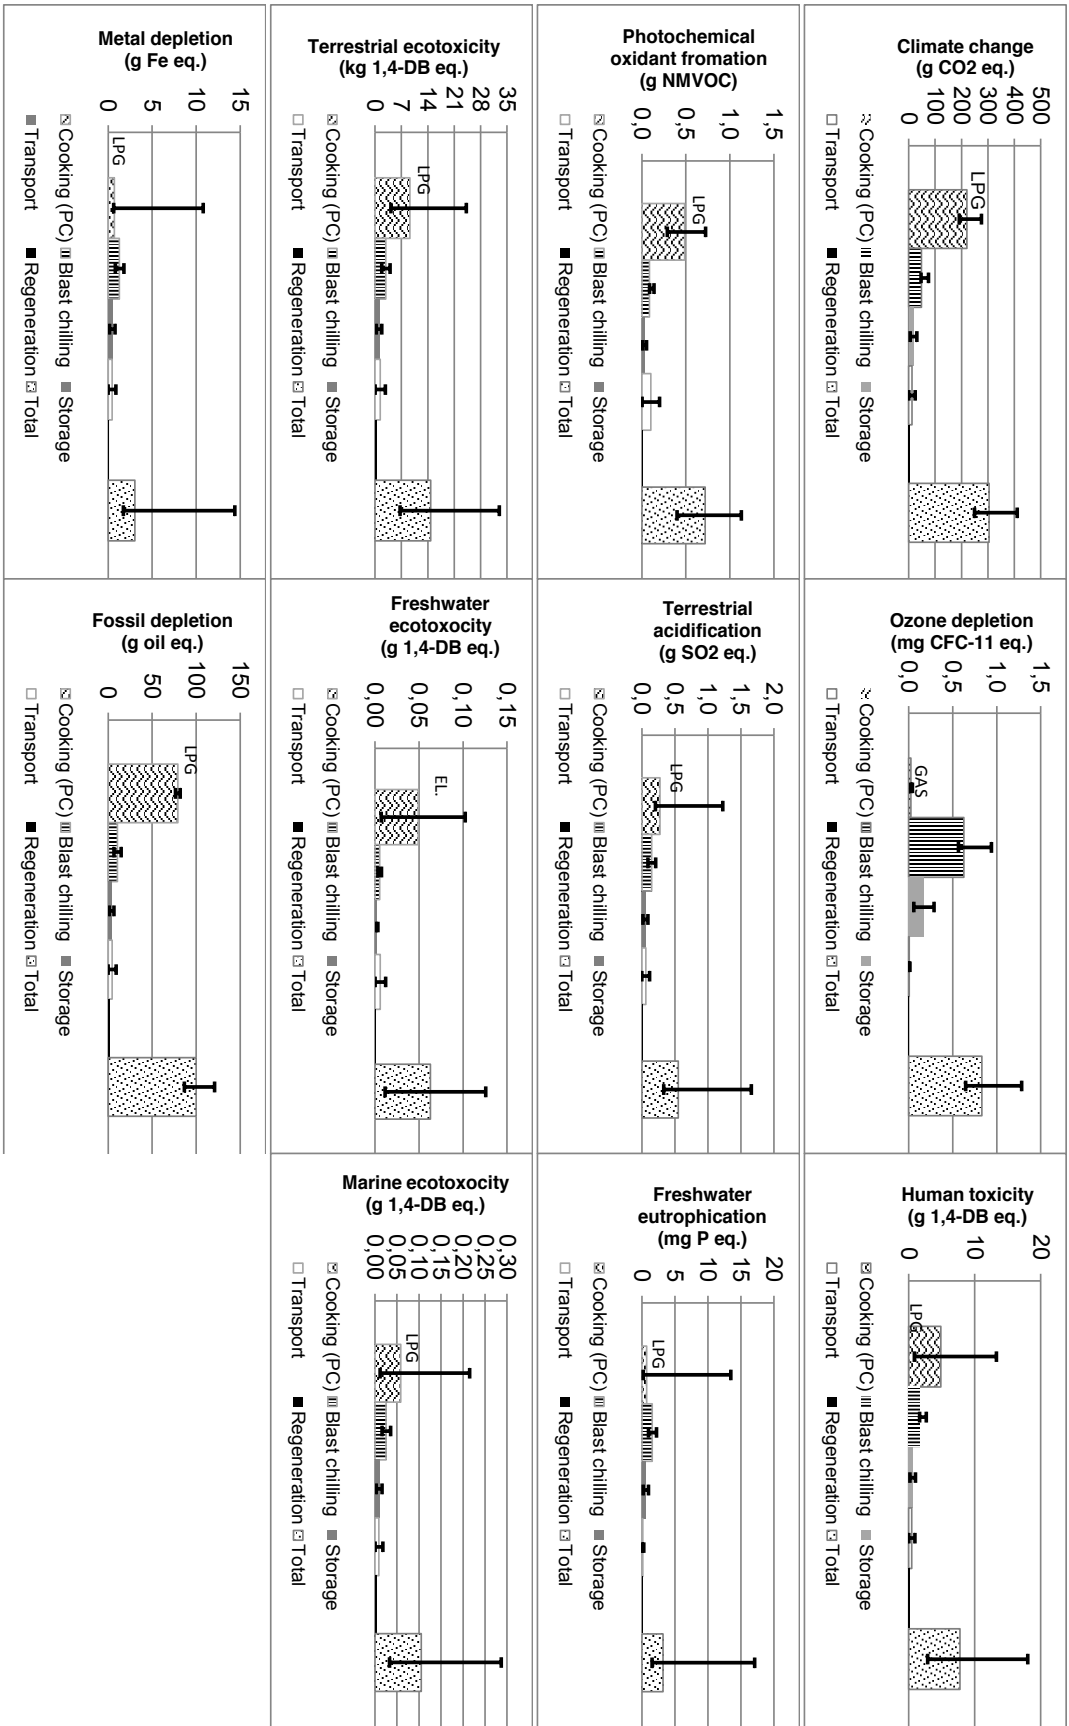 Climate change
(g CO2 eq.)
500
400
300
200
100
0
LPG
Cooking (PC)
Blast chilling
Storage
Transport
Regeneration
Total
Ozone depletion
(mg CFC-11 eq.)
1,5
1,0
0,5
0,0
GAS
Cooking (PC)
Blast chilling
Storage
Transport
Regeneration
Total
Human toxicity
(g 1,4-DB eq.)
20
10
0
LPG
Cooking (PC)
Blast chilling
Storage
Transport
Regeneration
Total
Photochemical
oxidant fromation
(g NMVOC)
1,5
1,0
0,5
0,0
LPG
Cooking (PC)
Blast chilling
Storage
Transport
Regeneration
Total
Terrestrial
acidification
(g SO2 eq.)
2,0
1,5
1,0
0,5
0,0
LPG
Cooking (PC)
Blast chilling
Storage
Transport
Regeneration
Total
Freshwater
eutrophication
(mg P eq.)
20
15
10
5
0
LPG
Cooking (PC)
Blast chilling
Storage
Transport
Regeneration
Total
Terrestrial ecotoxicity
(kg 1,4-DB eq.)
35
28
21
14
7
0
LPG
Cooking (PC)
Blast chilling
Storage
Transport
Regeneration
Total
Freshwater
ecotoxocity
(g 1,4-DB eq.)
0,15
0,10
0,05
0,00
EL.
Cooking (PC)
Blast chilling
Storage
Transport
Regeneration
Total
Marine ecotoxocity
(g 1,4-DB eq.)
0,30
0,25
0,20
0,15
0,10
0,05
0,00
LPG
Cooking (PC)
Blast chilling
Storage
Transport
Regeneration
Total
Metal depletion
(g Fe eq.)
15
10
5
0
LPG
Cooking (PC)
Blast chilling
Storage
Transport
Regeneration
Total
Fossil depletion
(g oil eq.)
150
100
50
0
LPG
Cooking (PC)
Blast chilling
Storage
Transport
Regeneration
Total